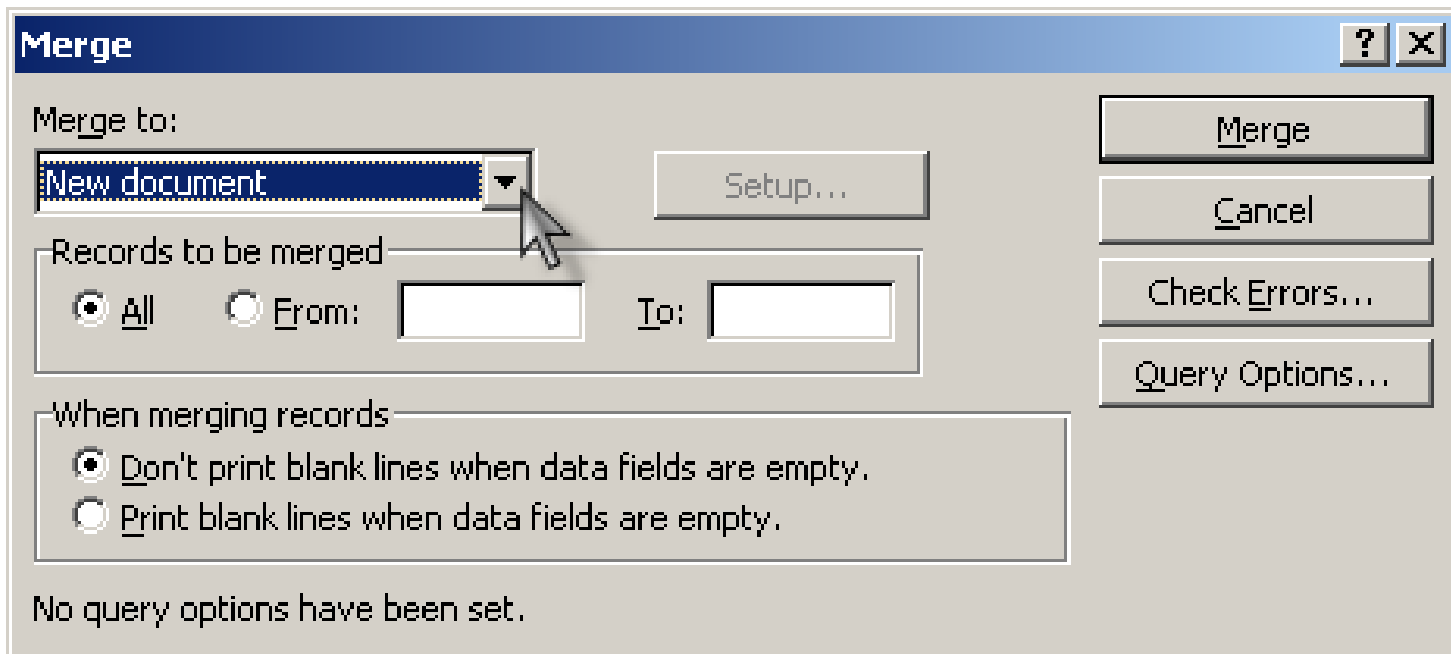 Merge
Merge to:
New document
Setup...
Merge
Cancel
Check Errors...
Query Options...
Records to be merged
All From: To:
When merging records
Don't print blank lines when data fields are empty.
Print blank lines when data fields are empty.
No query options have been set.